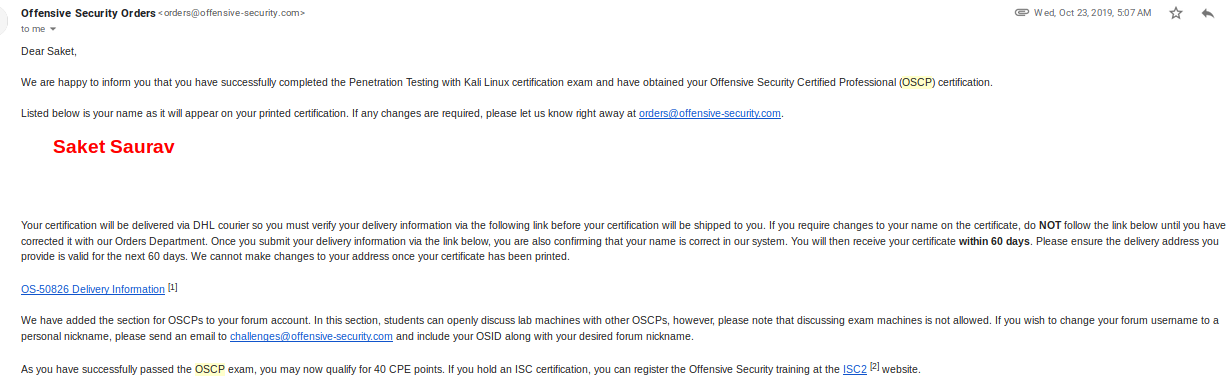 Offensive Security Orders <orders@offensive-security.com>
Wed, Oct 23, 2019, 5:07 AM
to me
Dear Saket,
We are happy to inform you that you have successfully completed the Penetration Testing with Kali Linux certification exam and have obtained your Offensive Security Certified Professional (OSCP) certification.
Listed below is your name as it will appear on your printed certification. If any changes are required, please let us know right away at orders@offensive-security.com.
Saket Saurav
Your certification will be delivered via DHL courier so you must verify your delivery information via the following link before your certification will be shipped to you. If you require changes to your name on the certificate, do NOT follow the link below until you have
corrected it with our Orders Department. Once you submit your delivery information via the link below, you are also confirming that your name is correct in our system. You will then receive your certificate within 60 days. Please ensure the delivery address you
provide is valid for the next 60 days. We cannot make changes to your address once your certificate has been printed.
OS-50826 Delivery Information [1]
We have added the section for OSCPs to your forum account. In this section, students can openly discuss lab machines with other OSCPs, however, please note that discussing exam machines is not allowed. If you wish to change your forum username to a
personal nickname, please send an email to challenges@offensive-security.com and include your OSID along with your desired forum nickname.
As you have successfully passed the OSCP exam, you may now qualify for 40 CPE points. If you hold an ISC certification, you can register the Offensive Security training at the ISC2 [2] website.